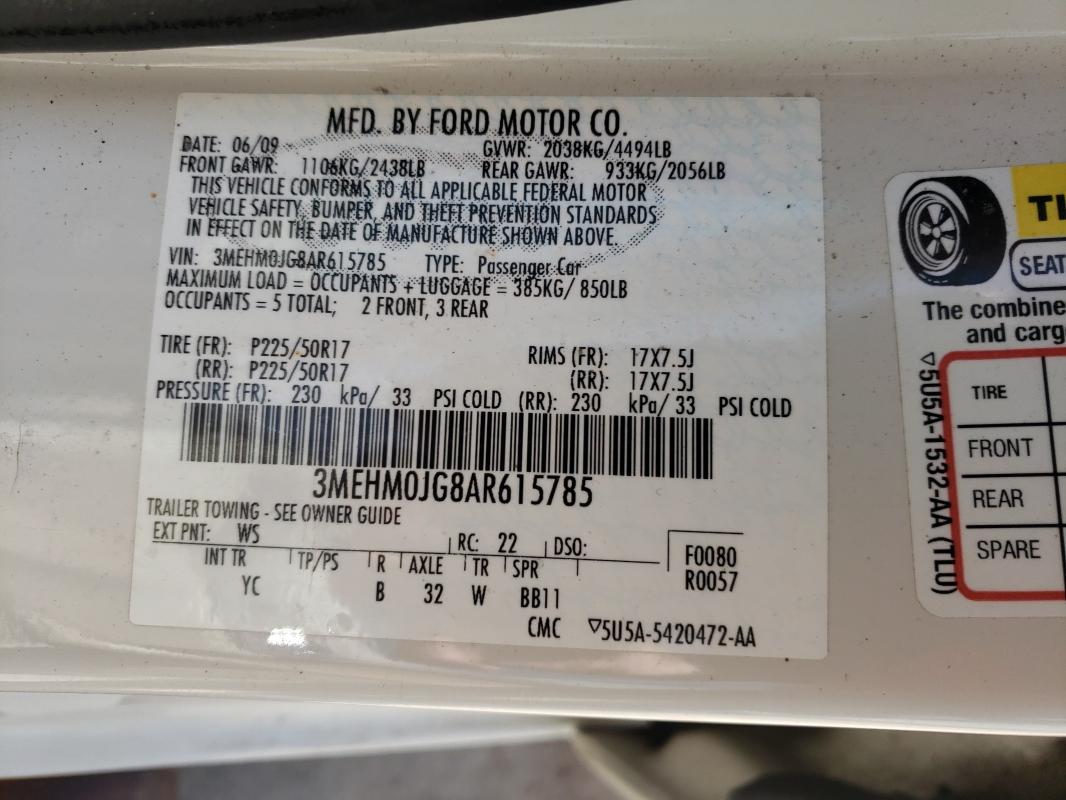 MFD. BY FORD MOTOR CO.
DATE: 06/09 GVWR: 2038KG/4494LB
FRONT GAWR: 1106KG/2438LB REAR GAWR: 933KG/2056LB
THIS VEHICLE CONFORMS TO ALL APPLICABLE FEDERAL MOTOR
VEHICLE SAFETY, BUMPER, AND THEFT PREVENTION STANDARDS
IN EFFECT ON THE DATE OF MANUFACTURE SHOWN ABOVE.
VIN: 3MEHM0JG8AR615785 TYPE: Passenger Car
MAXIMUM LOAD = OCCUPANTS + LUGGAGE = 385KG/ 850LB
OCCUPANTS = 5 TOTAL; 2 FRONT, 3 REAR
TIRE (FR): P225/50R17 RIMS (FR): 17X7.5J
(RR): P225/50R17 (RR): 17X7.5J
PRESSURE (FR): 230 kPa/ 33 PSI COLD (RR): 230 kPa/ 33 PSI COLD
3MEHM0JG8AR615785
TRAILER TOWING - SEE OWNER GUIDE
EXT PNT: WS RC: 22 DSO: F0080
INT TR TP/PS R AXLE TR SPR R0057
YC B 32 W BB11
CMC ▽5U5A-5420472-AA
TI
SEAT
The combine
and carg
TIRE
FRONT
REAR
SPARE
▽5U5A-1532-AA (TLU)